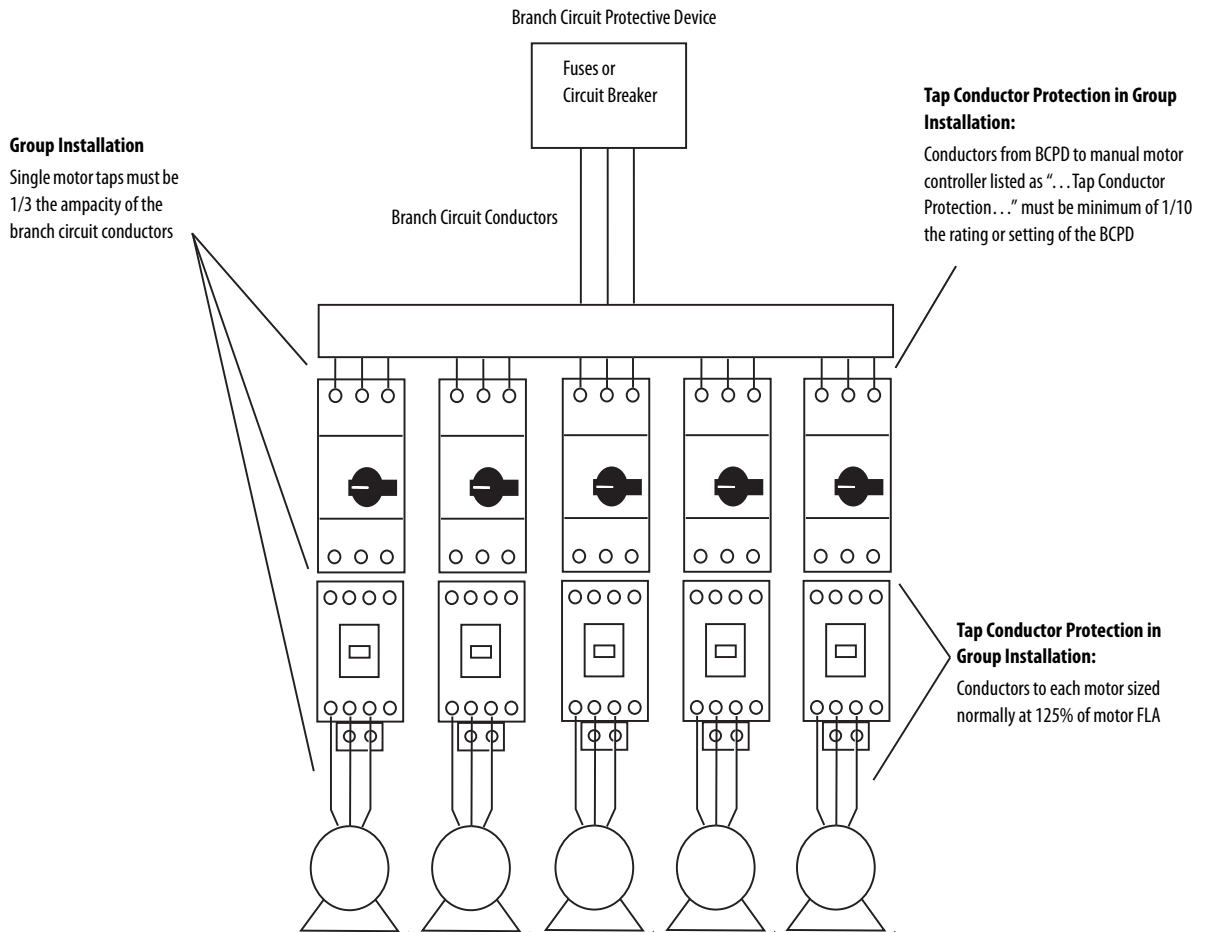 Branch Circuit Protective Device
Fuses or
Circuit Breaker
Group Installation
Single motor taps must be
1/3 the ampacity of the
branch circuit conductors
Branch Circuit Conductors
Tap Conductor Protection in Group
Installation:
Conductors from BCPD to manual motor
controller listed as “…Tap Conductor
Protection…” must be minimum of 1/10
the rating or setting of the BCPD
Tap Conductor Protection in
Group Installation:
Conductors to each motor sized
normally at 125% of motor FLA